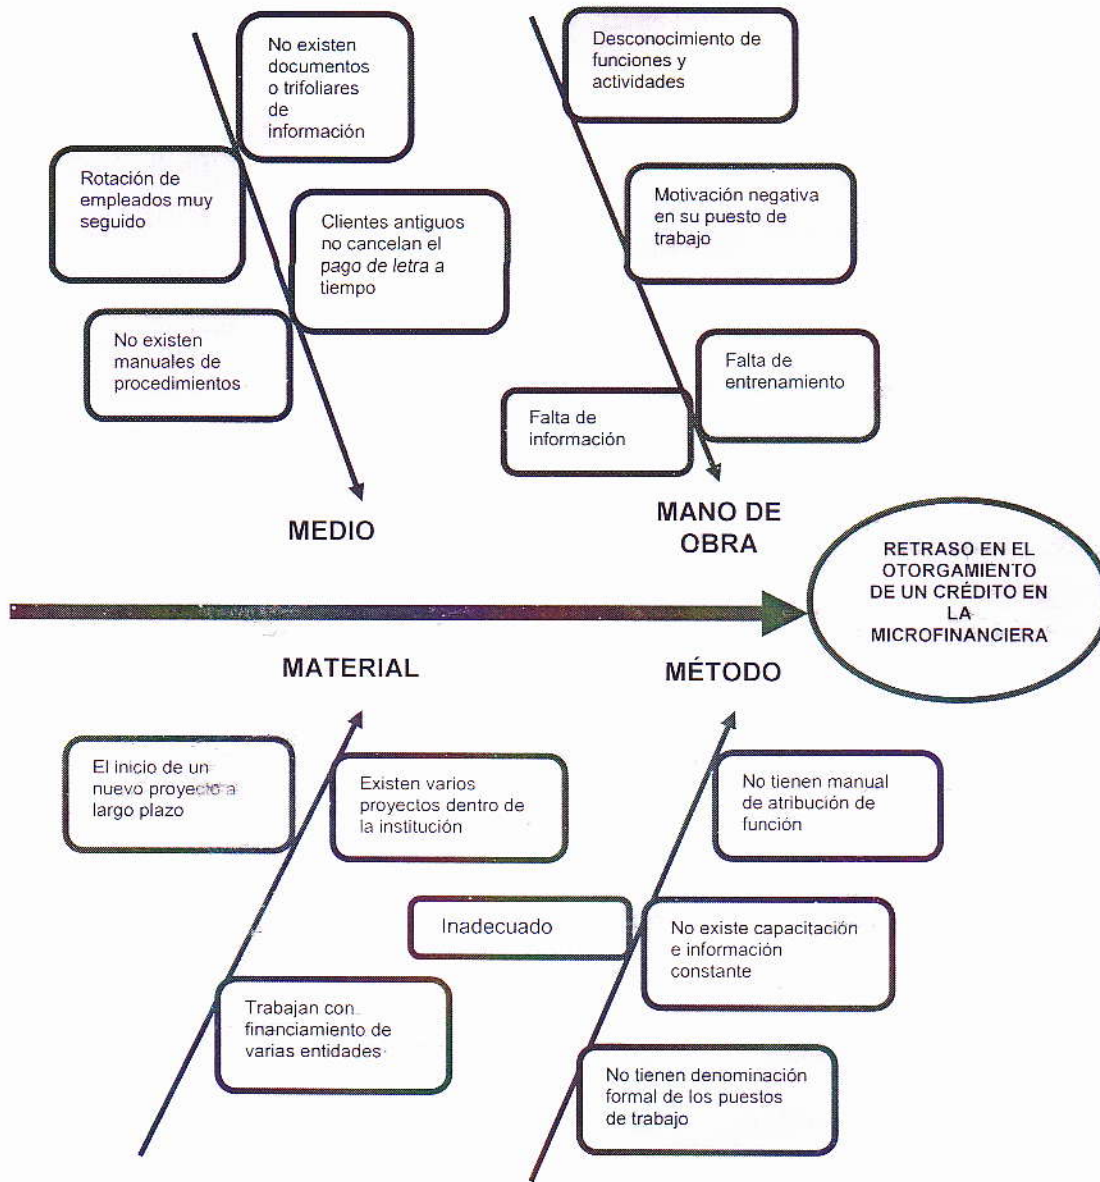 No existen
documentos
o trifoliares
de
información
Rotación de
empleados muy
seguido
Clientes antiguos
no cancelan el
pago de letra a
tiempo
No existen
manuales de
procedimientos
MEDIO
Desconocimiento de
funciones y
actividades
Motivación negativa
en su puesto de
trabajo
Falta de
entrenamiento
Falta de
información
MANO DE
OBRA
RETRASO EN EL
OTORGAMIENTO
DE UN CRÉDITO EN
LA
MICROFINANCIERA
MATERIAL
El inicio de un
nuevo proyecto a
largo plazo
Existen varios
proyectos dentro de
la institución
Trabajan con
financiamiento de
varias entidades
MÉTODO
No tienen manual
de atribución de
función
Inadecuado
No existe capacitación
e información
constante
No tienen denominación
formal de los puestos
de trabajo